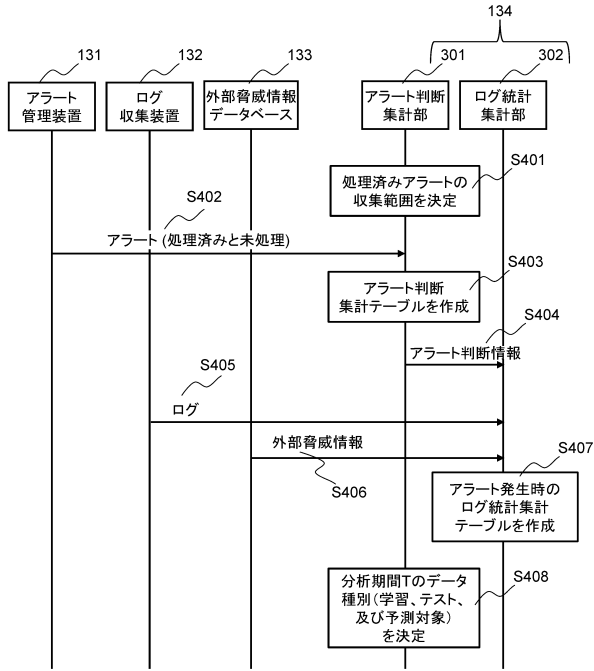 134
131
132
133
301
302
アラート
管理装置
ログ
収集装置
外部脅威情報
データベース
アラート判断
集計部
ログ統計
集計部
S401
処理済みアラートの
収集範囲を決定
S402
アラート (処理済みと未処理)
S403
アラート判断
集計テーブルを作成
S404
アラート判断情報
S405
ログ
外部脅威情報
S406
S407
アラート発生時の
ログ統計集計
テーブルを作成
S408
分析期間Tのデータ
種別(学習、テスト、
及び予測対象)
を決定